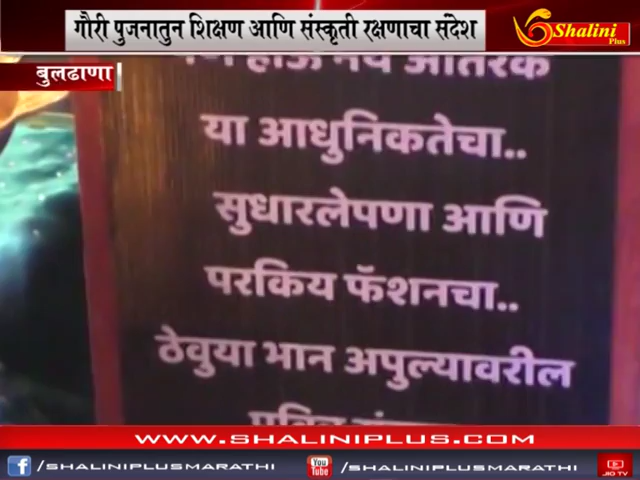 गौरी पुजनातुन शिक्षण आणि संस्कृती रक्षणाचा संदेश
Shalini
Plus
बुलढाणा
होऊ नये
या आधुनिकतेचा..
सुधारलेपणा आणि
परकिय फॅशनचा..
ठेवुया भान अपुल्यावरील
WWW.SHALINIPLUS.COM
/SHALINIPLUSMARATHI
You Tube /SHALINIPLUSMARATHI
JIO TV